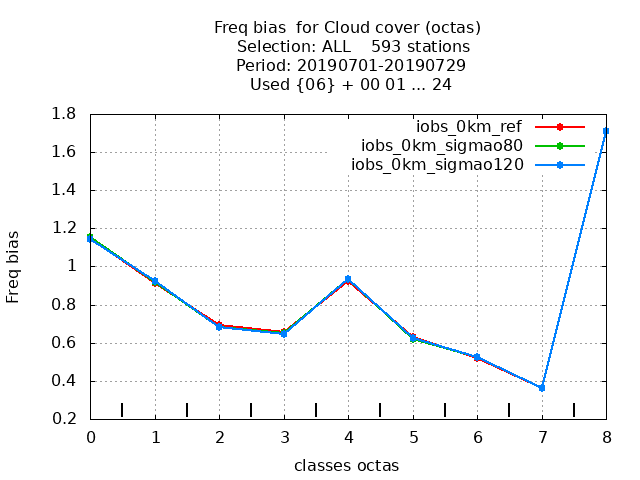 Freq bias  for Cloud cover (octas)
Selection: ALL    593 stations
Period: 20190701-20190729
Used {06} + 00 01 ... 24
iobs_0km_ref
iobs_0km_sigmao80
iobs_0km_sigmao120
Freq bias
1.8
1.6
1.4
1.2
1
0.8
0.6
0.4
0.2
0 1 2 3 4 5 6 7 8
classes octas